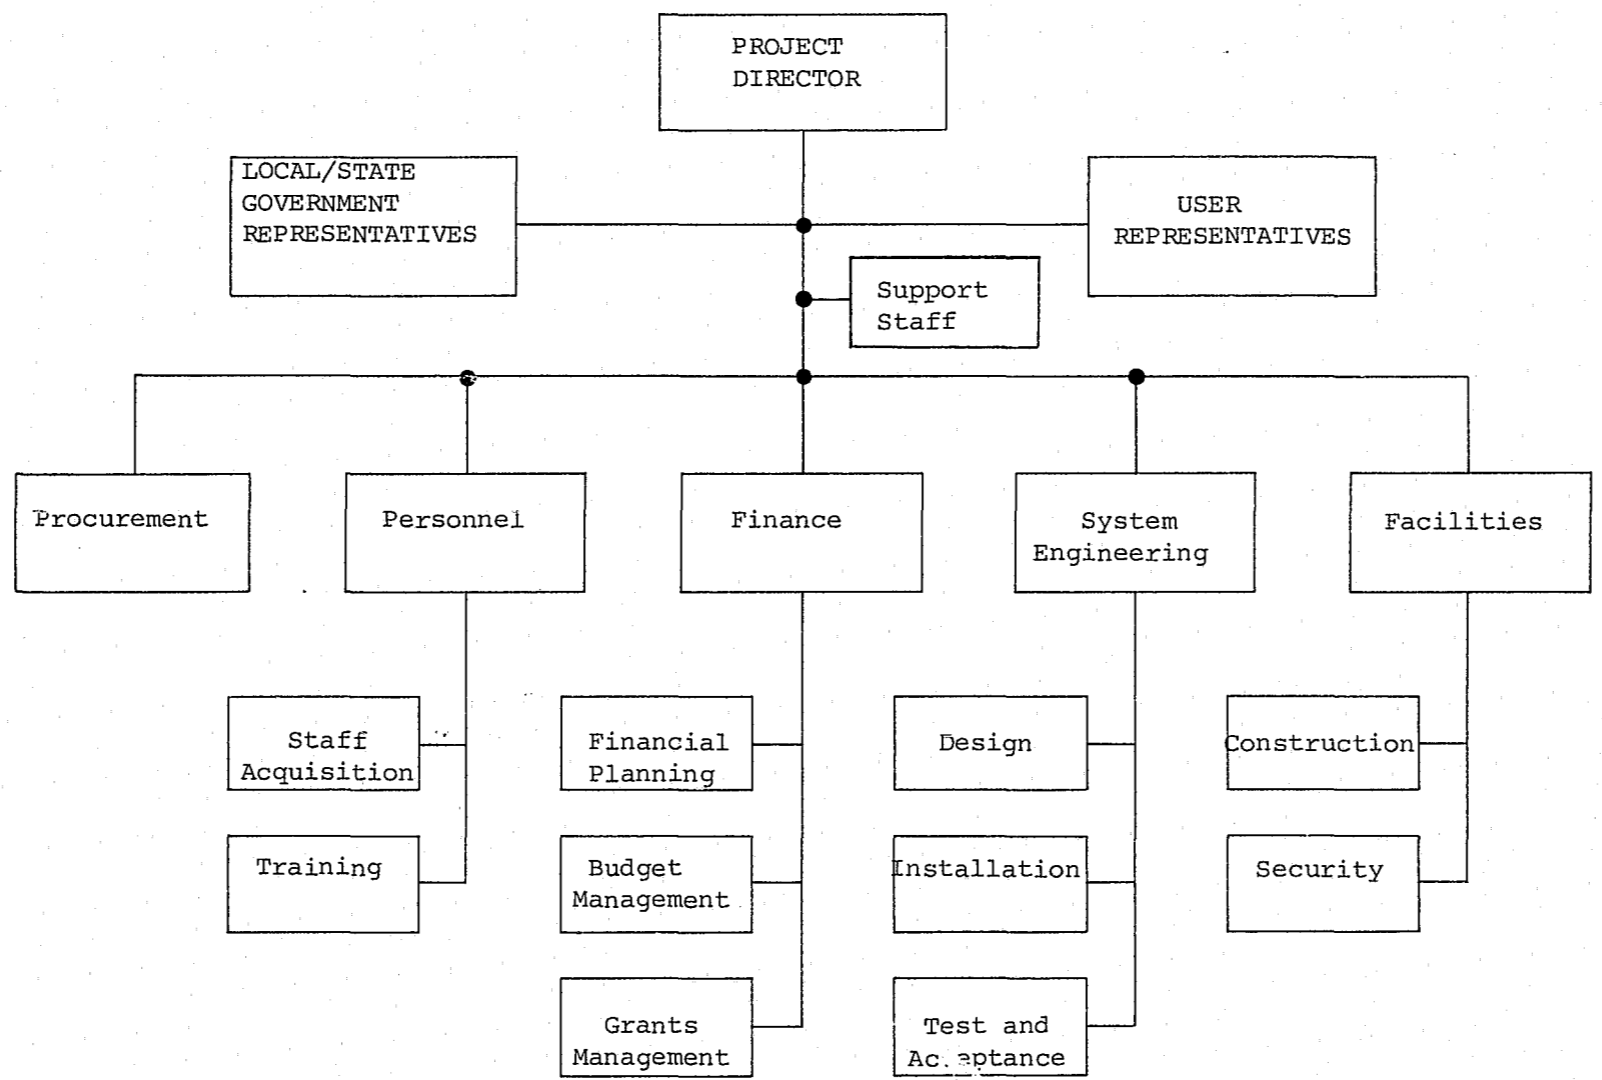 PROJECT
DIRECTOR
LOCAL/STATE
GOVERNMENT
REPRESENTATIVES
USER
REPRESENTATIVES
Support
Staff
Procurement
Personnel
Finance
System
Engineering
Facilities
Staff
Acquisition
Financial
Planning
Design
Construction
Training
Budget
Management
Installation
Security
Grants
Management
Test and
Acceptance